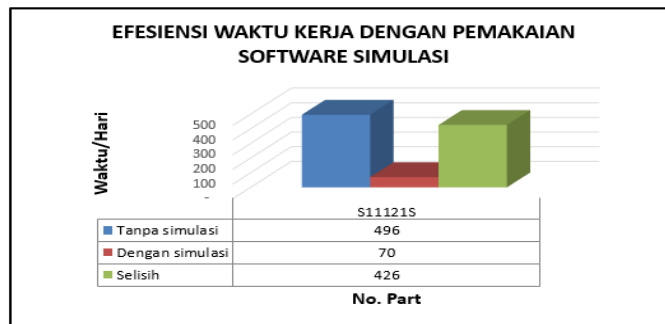 EFESIENSI WAKTU KERJA DENGAN PEMAKAIAN
SOFTWARE SIMULASI
Waktu/Hari
500
400
300
200
100
-
S11121S
Tanpa simulasi 496
Dengan simulasi 70
Selisih 426
No. Part